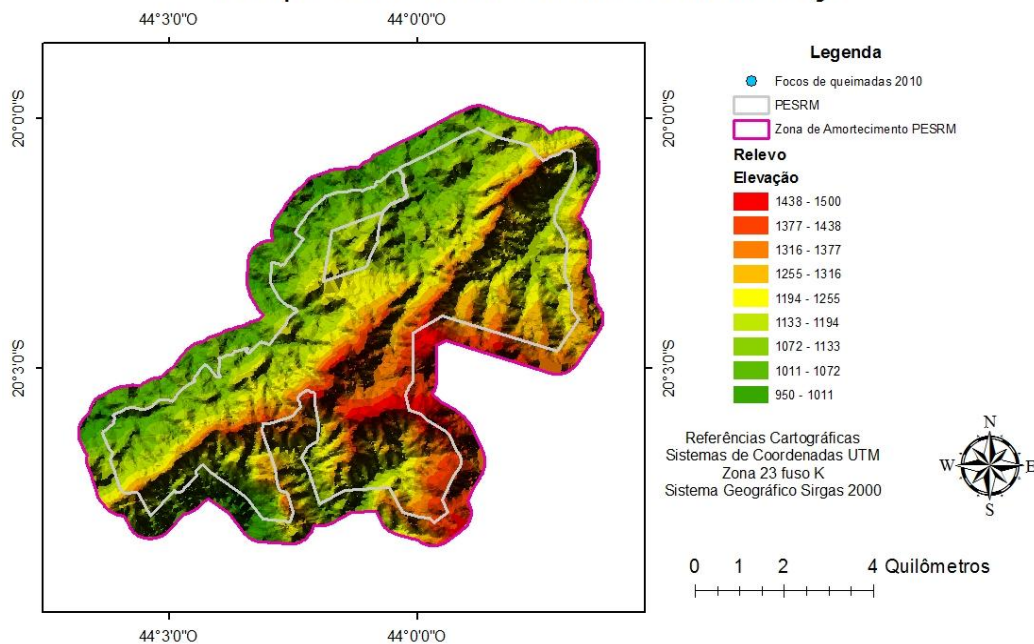 44°3'0"O
44°0'0"O
20°0'0"S
20°0'0"S
20°3'0"S
20°3'0"S
44°3'0"O
44°0'0"O
Legenda
Focos de queimadas 2010
PESRM
Zona de Amortecimento PESRM
Relevo
Elevação
1438 - 1500
1377 - 1438
1316 - 1377
1255 - 1316
1194 - 1255
1133 - 1194
1072 - 1133
1011 - 1072
950 - 1011
Referências Cartográficas
Sistemas de Coordenadas UTM
Zona 23 fuso K
Sistema Geográfico Sirgas 2000
N
W
E
S
0 1 2 4 Quilômetros